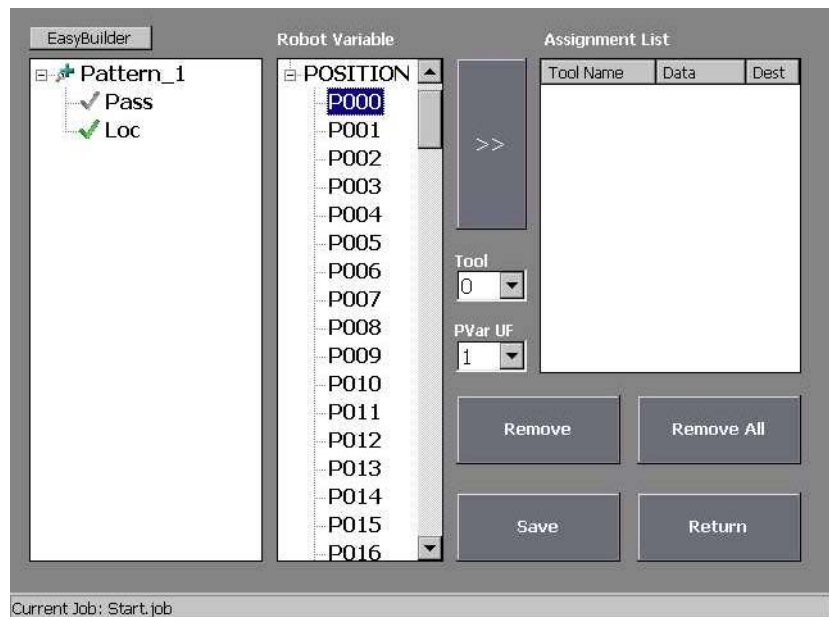 EasyBuilder
Robot Variable
Assignment List
Pattern_1
Pass
Loc
POSITION
P000
P001
P002
P003
P004
P005
P006
P007
P008
P009
P010
P011
P012
P013
P014
P015
P016
>>
Tool
0
PVar UF
1
Tool Name Data Dest
Remove
Remove All
Save
Return
Current Job: Start.job